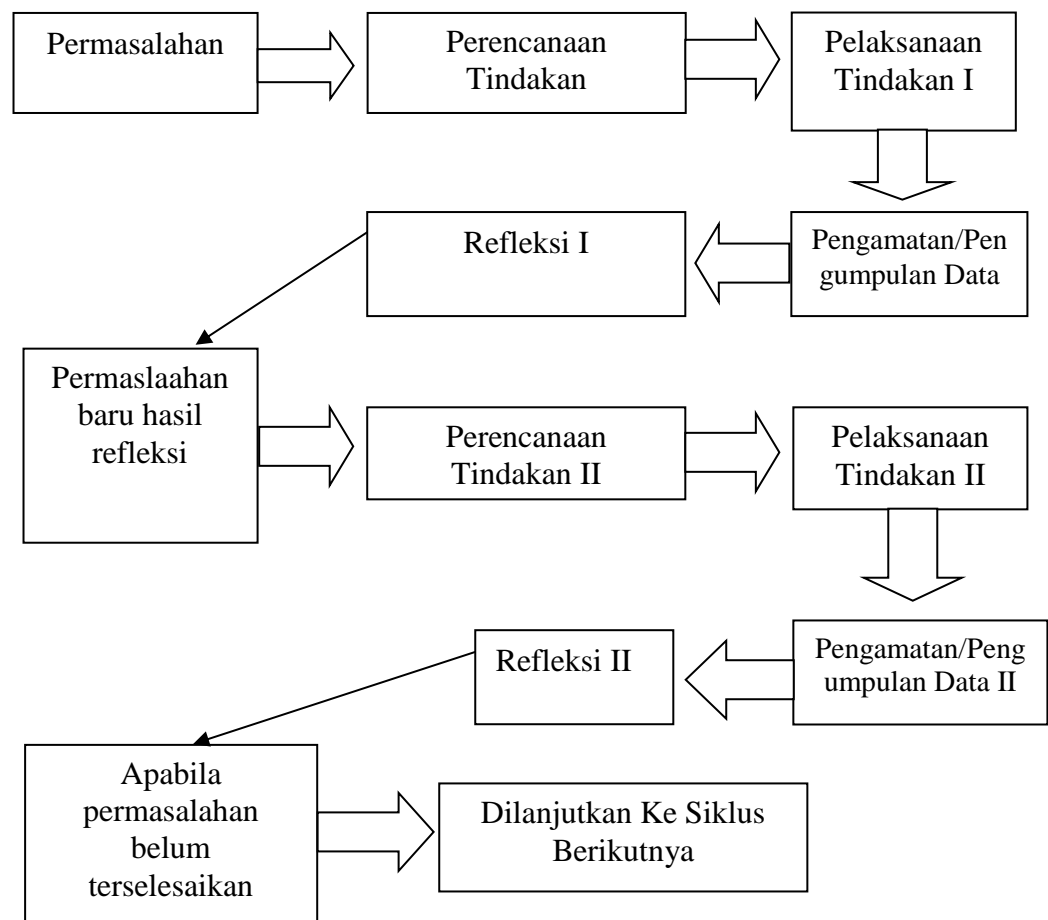 Permasalahan
Perencanaan
Tindakan
Pelaksanaan
Tindakan I
Refleksi I
Pengamatan/Pen
gumpulan Data
Permaslaahan
baru hasil
refleksi
Perencanaan
Tindakan II
Pelaksanaan
Tindakan II
Refleksi II
Pengamatan/Peng
umpulan Data II
Apabila
permasalahan
belum
terselesaikan
Dilanjutkan Ke Siklus
Berikutnya